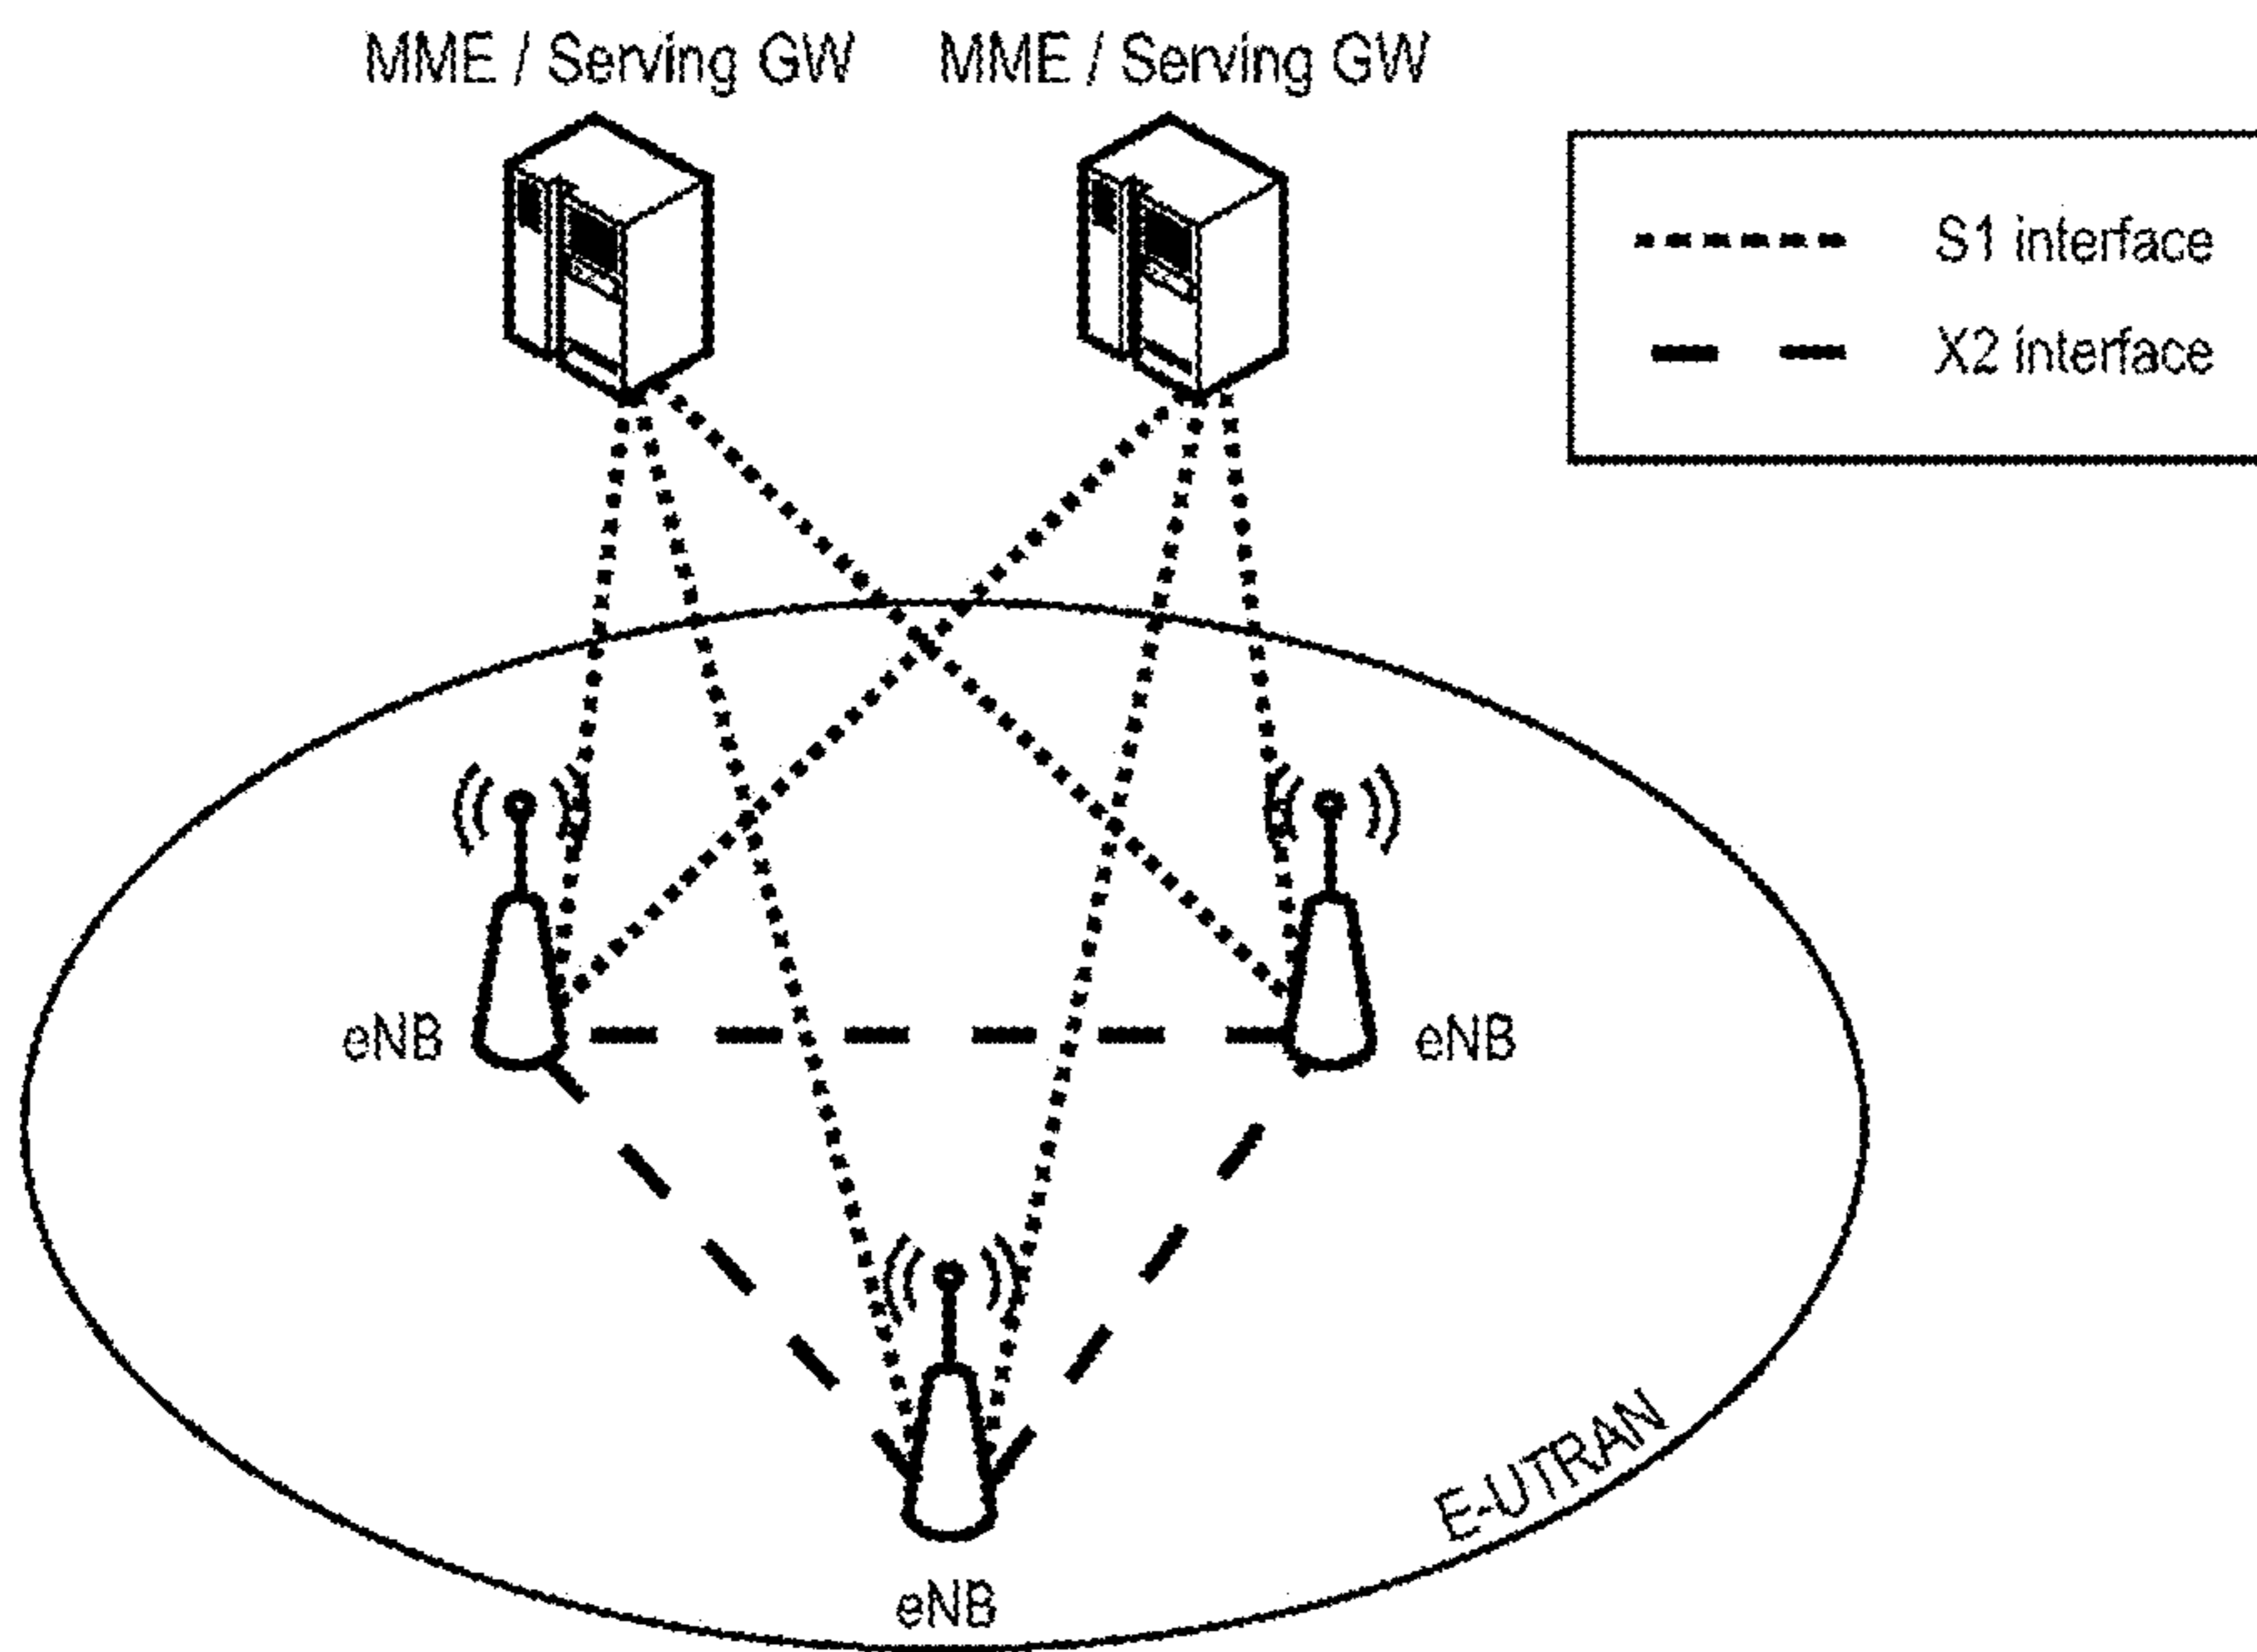 MME / Serving GW
MME / Serving GW
S1 interface
X2 interface
eNB
eNB
E-UTRAN
eNB